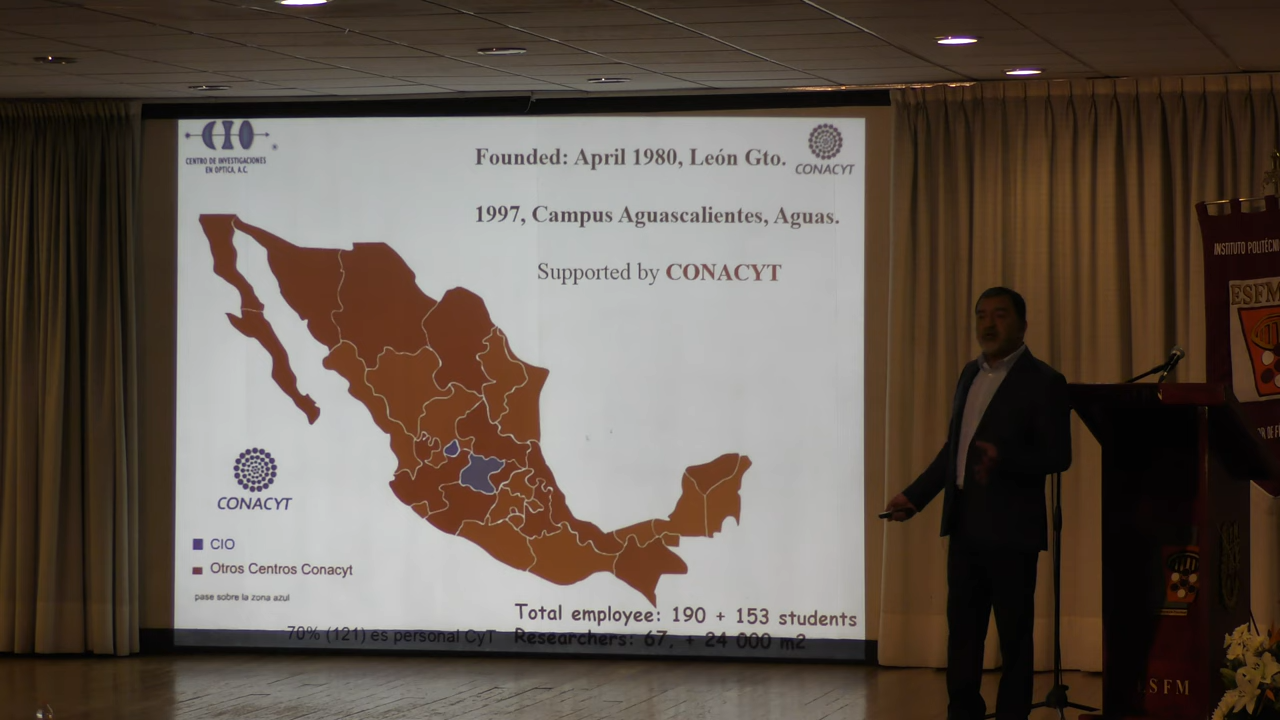 CIO
CENTRO DE INVESTIGACIONES
EN OPTICA, A.C.
Founded: April 1980, León Gto.
CONACYT
1997, Campus Aguascalientes, Aguas.
Supported by CONACYT
CONACYT
CIO
Otros Centros Conacyt
pase sobre la zona azul
Total employee: 190 + 153 students
70% (121) es personal CyT
Researchers: 67, + 24 000 m2
INSTITUTO POLITÉCN
ESFM
ESFM